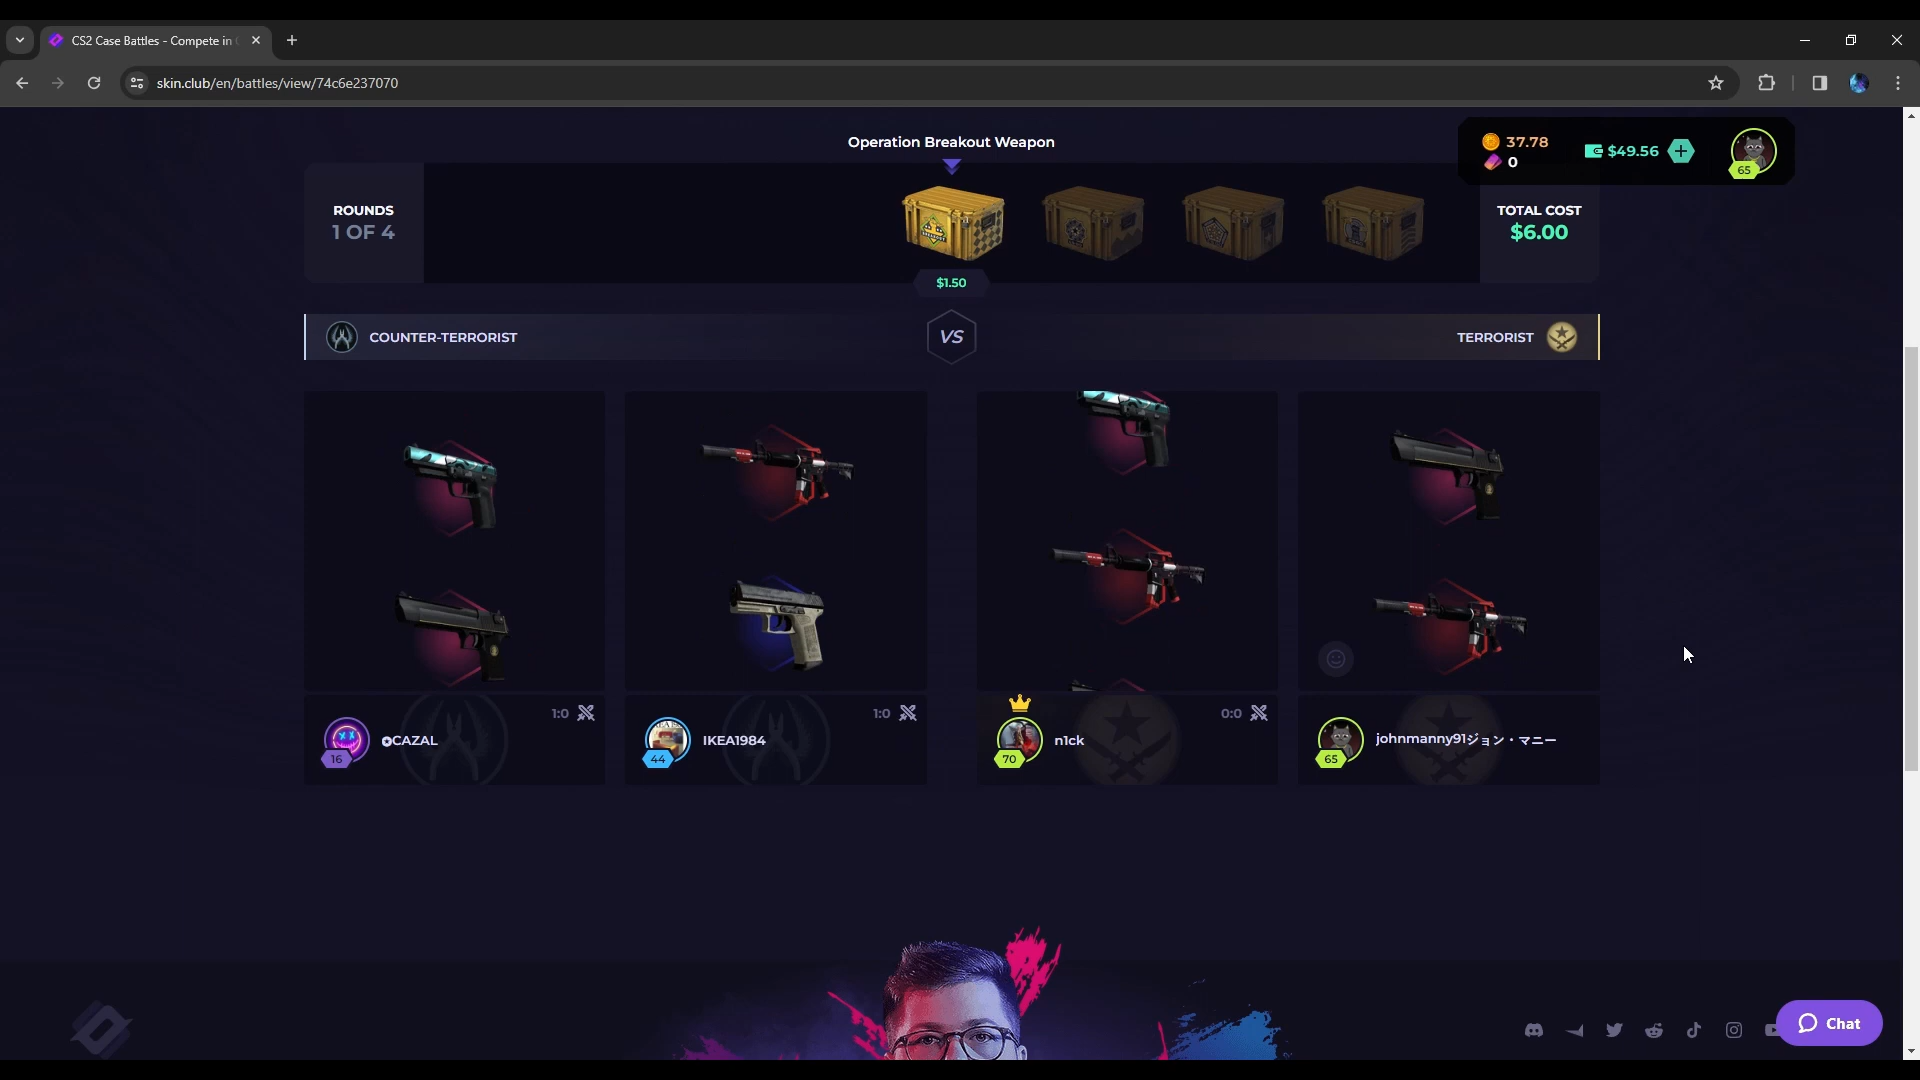 CS2 Case Battles - Compete in
skin.club/en/battles/view/74c6e237070
Operation Breakout Weapon
37.78
0
$49.56
65
ROUNDS
1 OF 4
TOTAL COST
$6.00
$1.50
COUNTER-TERRORIST
VS
TERRORIST
1:0
1:0
0:0
CAZAL
IKEA1984
n1ck
johnmanny91ジョン・マニー
16
44
70
65
Chat